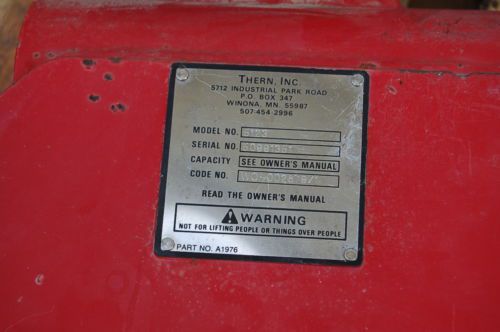 THERN, INC.
5712 INDUSTRIAL PARK ROAD
P.O. BOX 347
WINONA, MN. 55987
507-454-2996
MODEL NO. 5123
SERIAL NO.
CAPACITY SEE OWNER'S MANUAL
CODE NO.
READ THE OWNER'S MANUAL
WARNING
NOT FOR LIFTING PEOPLE OR THINGS OVER PEOPLE
PART NO. A1976